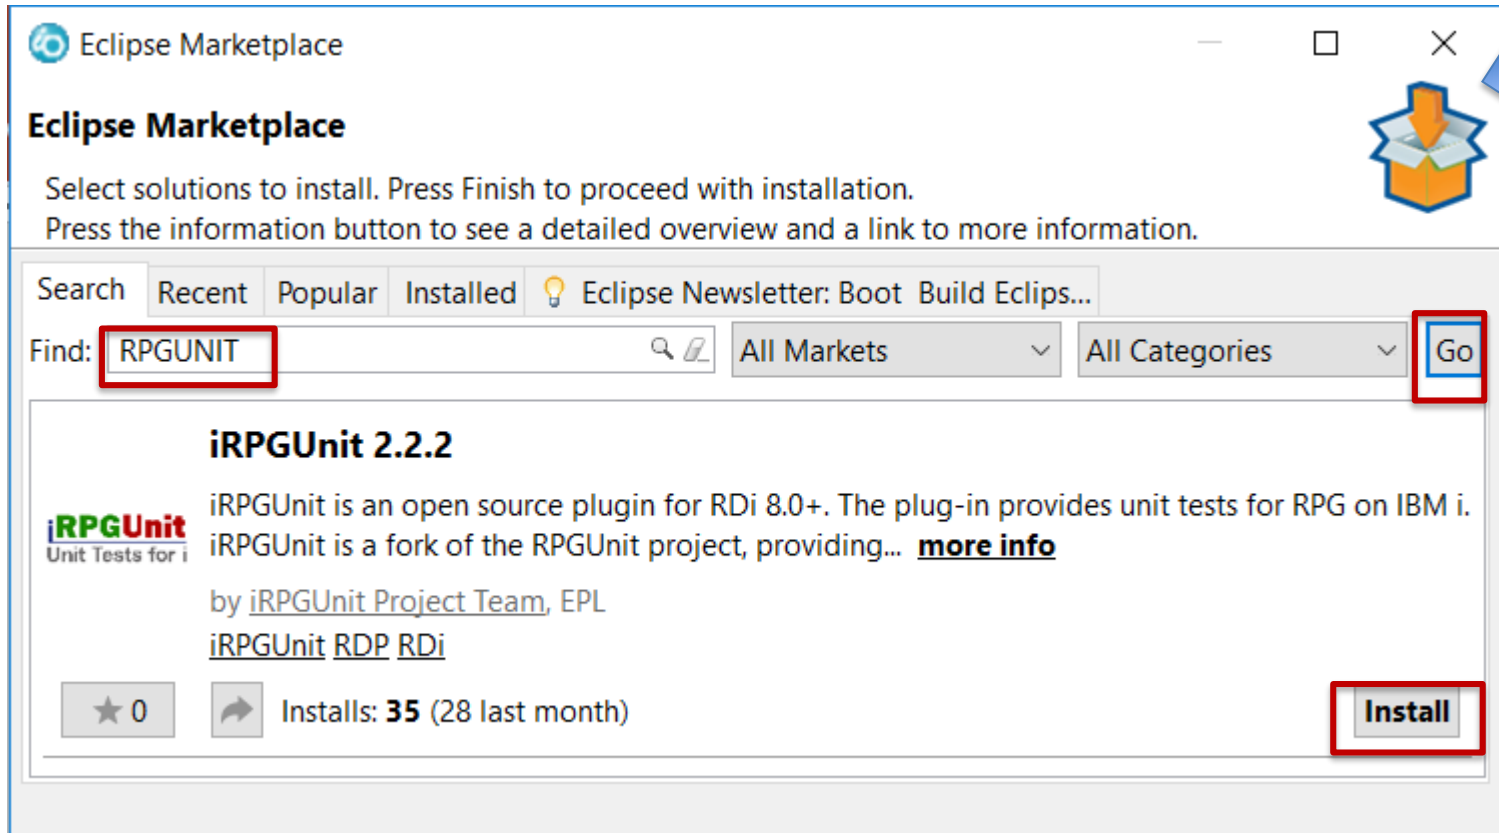 Eclipse Marketplace
Eclipse Marketplace
Select solutions to install. Press Finish to proceed with installation.
Press the information button to see a detailed overview and a link to more information.
Search Recent Popular Installed Eclipse Newsletter: Boot Build Eclips...
Find: RPGUNIT All Markets All Categories Go
iRPGUnit 2.2.2
iRPGUnit is an open source plugin for RDi 8.0+. The plug-in provides unit tests for RPG on IBM i.
iRPGUnit
Unit Tests for i
iRPGUnit is a fork of the RPGUnit project, providing... more info
by iRPGUnit Project Team, EPL
iRPGUnit RDP RDi
0 Installs: 35 (28 last month) Install